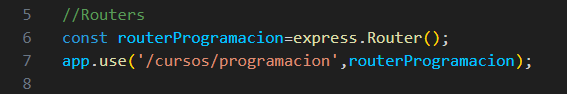 5 //Routers
6 const routerProgramacion=express.Router();
7 app.use('/cursos/programacion',routerProgramacion);
8